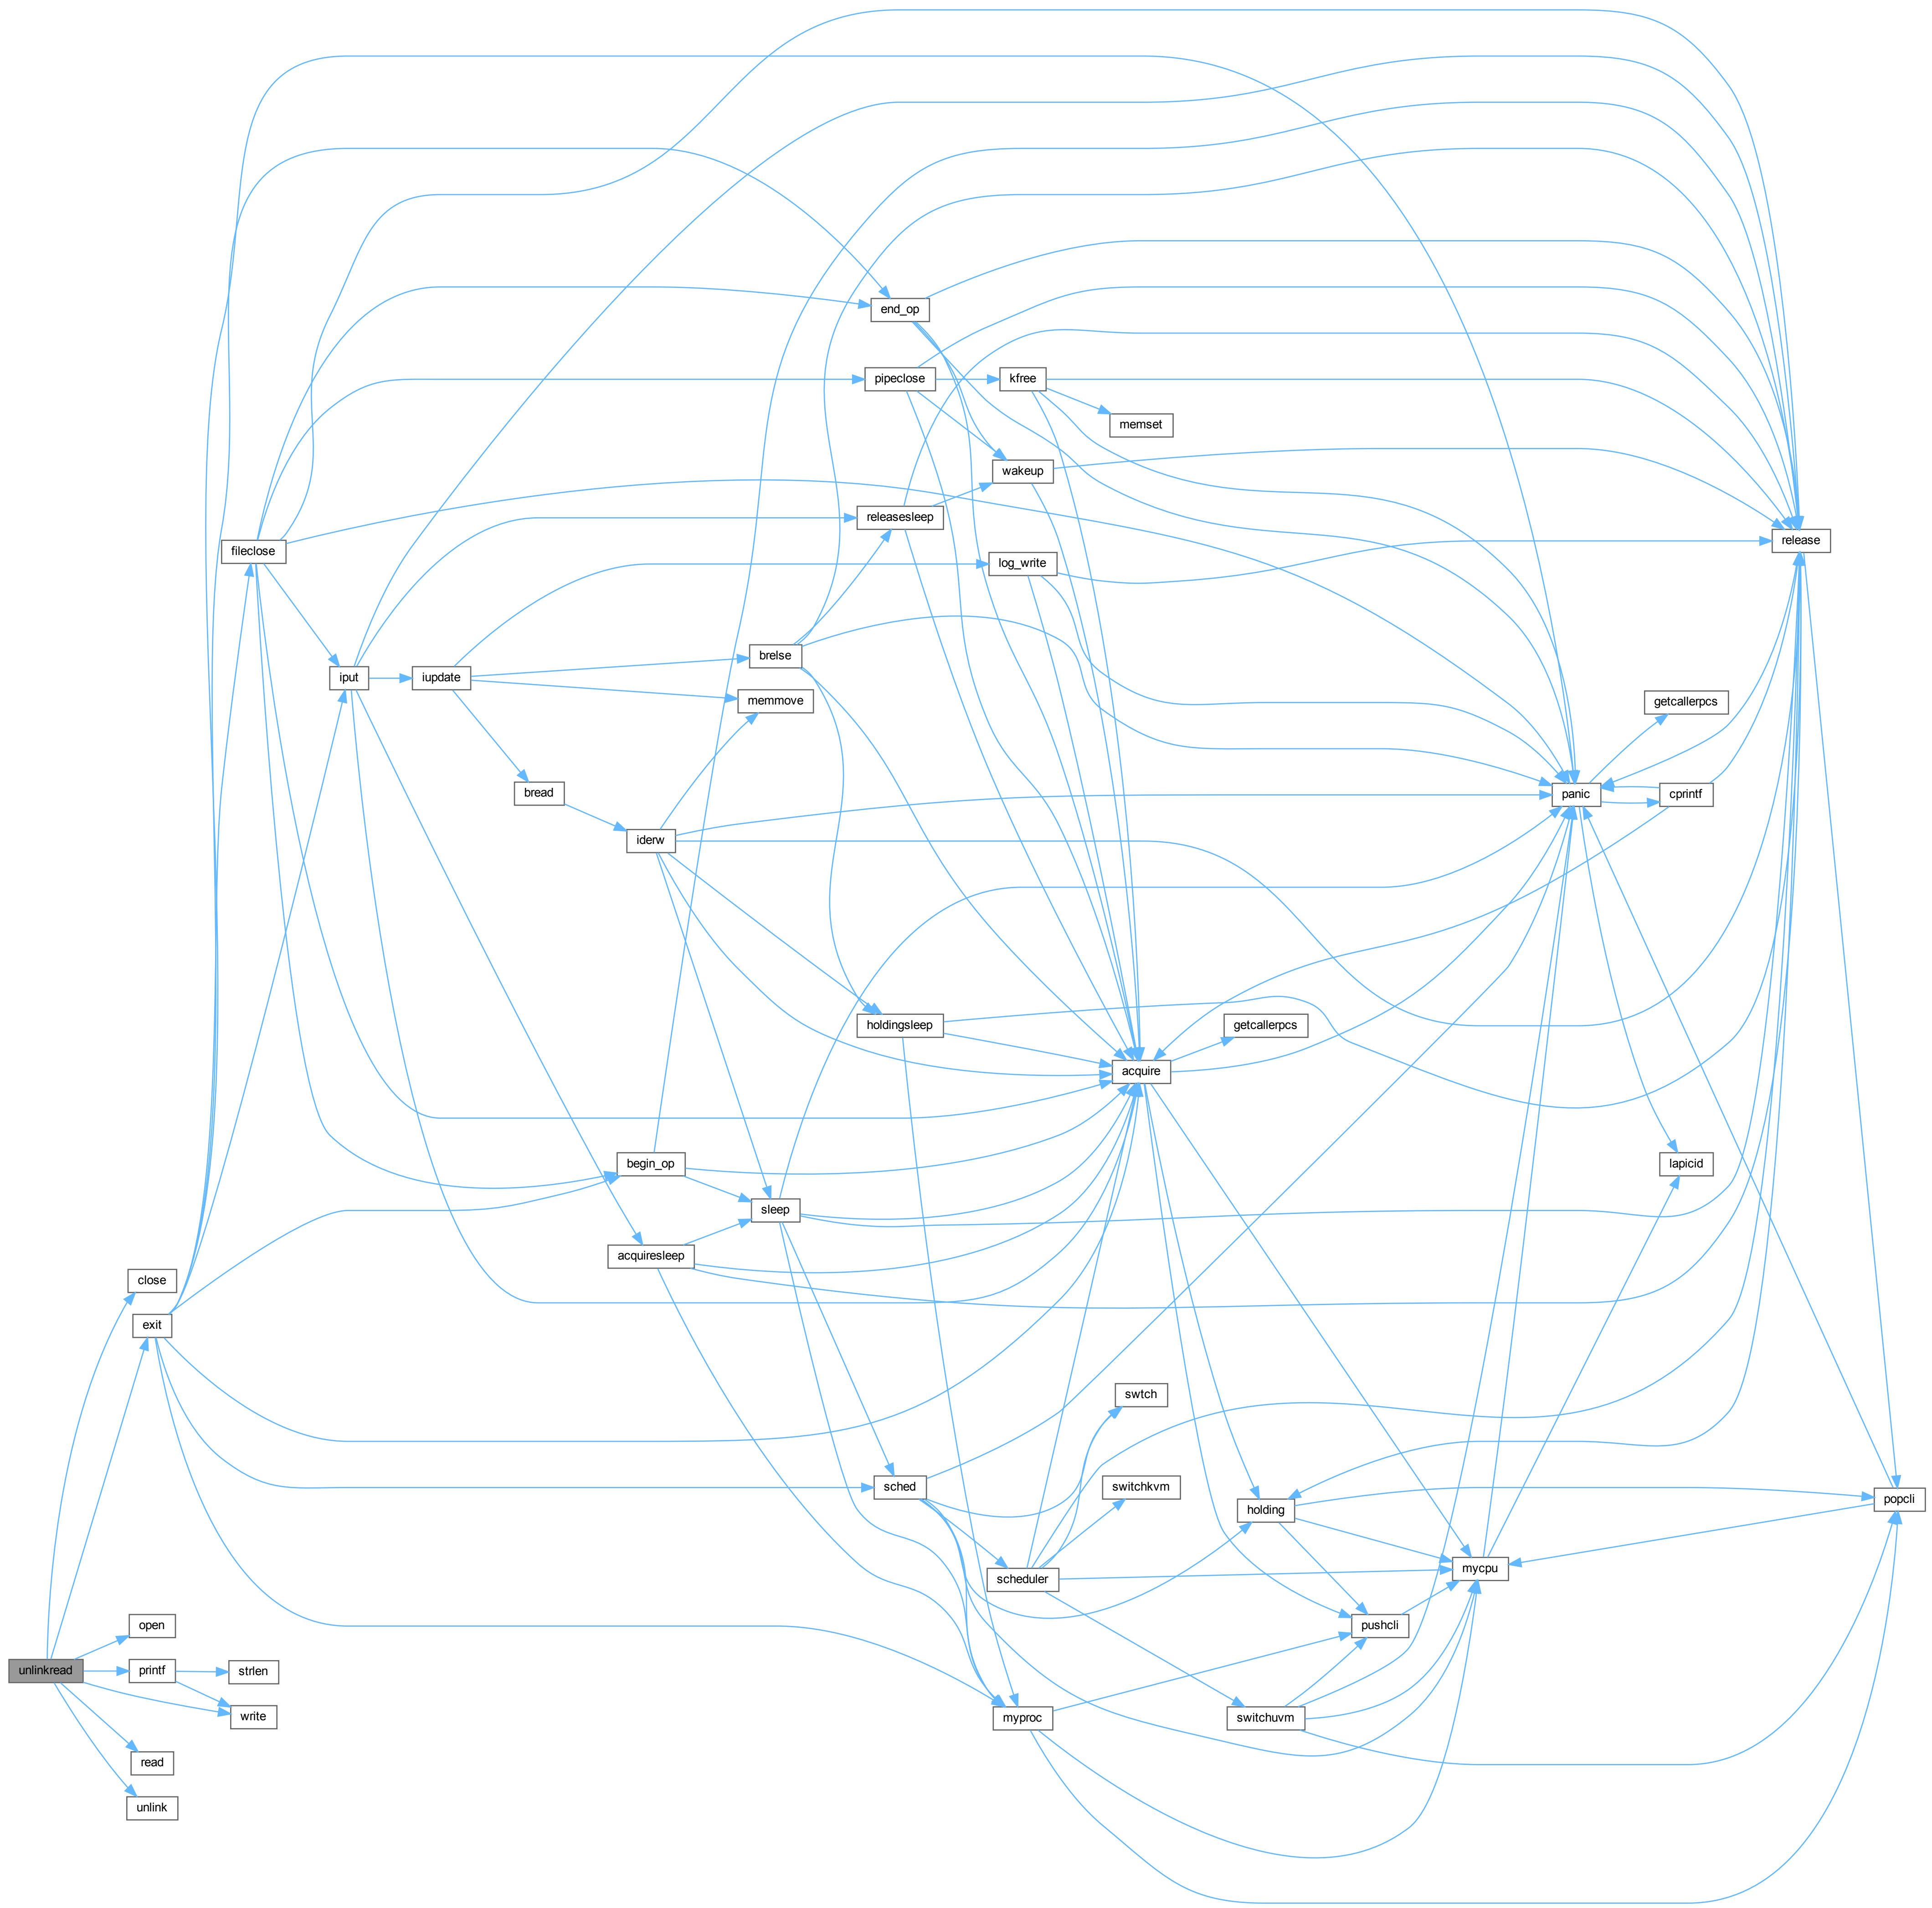 end_op
pipeclose
kfree
memset
wakeup
releasesleep
release
fileclose
log_write
brelse
iput
iupdate
memmove
getcallerpcs
bread
panic
cprintf
iderw
holdingsleep
getcallerpcs
acquire
begin_op
lapicid
sleep
acquiresleep
close
exit
swtch
sched
switchkvm
popcli
holding
mycpu
scheduler
open
pushcli
unlinkread
printf
strlen
write
myproc
switchuvm
read
unlink